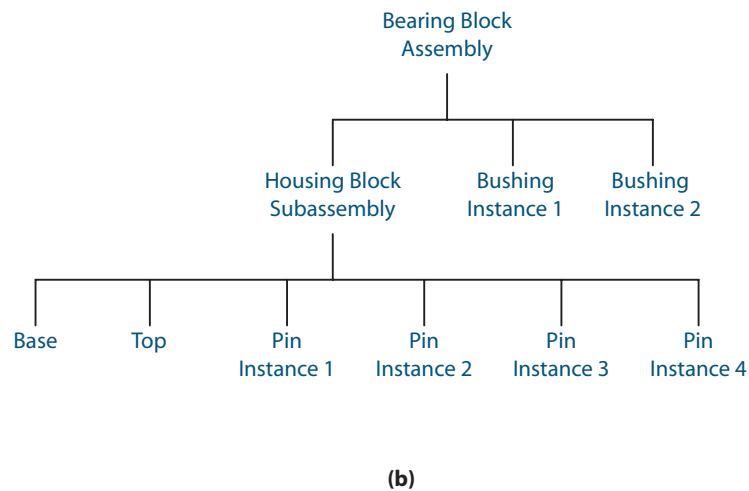 Bearing Block
Assembly
Housing Block
Subassembly
Bushing
Instance 1
Bushing
Instance 2
Base
Top
Pin
Instance 1
Pin
Instance 2
Pin
Instance 3
Pin
Instance 4
(b)